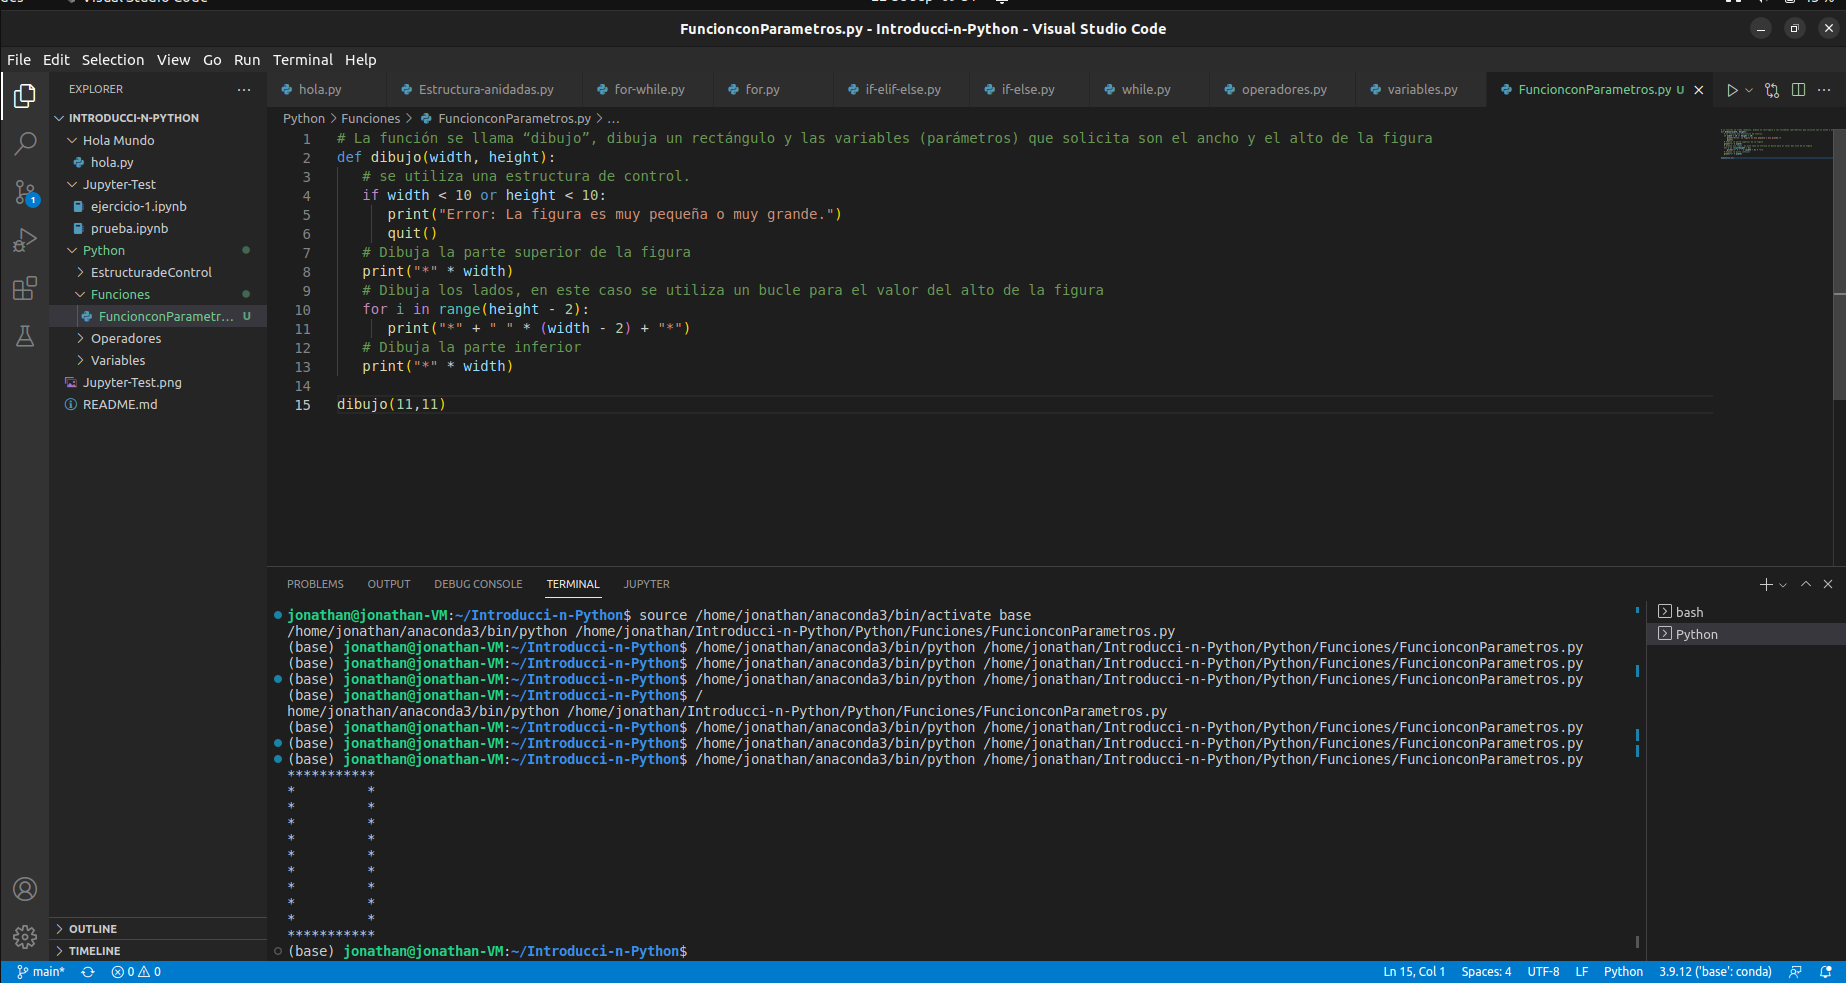 FuncionconParametros.py - Introducci-n-Python - Visual Studio Code
File Edit Selection View Go Run Terminal Help
EXPLORER
hola.py Estructura-anidadas.py for-while.py for.py if-elif-else.py if-else.py while.py operadores.py variables.py FuncionconParametros.py U
INTRODUCCI-N-PYTHON
Hola Mundo
hola.py
Jupyter-Test
ejercicio-1.ipynb
prueba.ipynb
Python
EstructuradeControl
Funciones
FuncionconParametr... U
Operadores
Variables
Jupyter-Test.png
README.md
OUTLINE
TIMELINE
1
Python > Funciones > FuncionconParametros.py > ...
1 # La función se llama “dibujo”, dibuja un rectángulo y las variables (parámetros) que solicita son el ancho y el alto de la figura
2 def dibujo(width, height):
3 # se utiliza una estructura de control.
4 if width < 10 or height < 10:
5 print("Error: La figura es muy pequeña o muy grande.")
6 quit()
7 # Dibuja la parte superior de la figura
8 print("*" * width)
9 # Dibuja los lados, en este caso se utiliza un bucle para el valor del alto de la figura
10 for i in range(height - 2):
11 print("*" + " " * (width - 2) + "*")
12 # Dibuja la parte inferior
13 print("*" * width)
14
15 dibujo(11,11)
PROBLEMS OUTPUT DEBUG CONSOLE TERMINAL JUPYTER
jonathan@jonathan-VM:~/Introducci-n-Python$ source /home/jonathan/anaconda3/bin/activate base
/home/jonathan/anaconda3/bin/python /home/jonathan/Introducci-n-Python/Python/Funciones/FuncionconParametros.py
(base) jonathan@jonathan-VM:~/Introducci-n-Python$ /home/jonathan/anaconda3/bin/python /home/jonathan/Introducci-n-Python/Python/Funciones/FuncionconParametros.py
(base) jonathan@jonathan-VM:~/Introducci-n-Python$ /home/jonathan/anaconda3/bin/python /home/jonathan/Introducci-n-Python/Python/Funciones/FuncionconParametros.py
(base) jonathan@jonathan-VM:~/Introducci-n-Python$ /home/jonathan/anaconda3/bin/python /home/jonathan/Introducci-n-Python/Python/Funciones/FuncionconParametros.py
(base) jonathan@jonathan-VM:~/Introducci-n-Python$ /
home/jonathan/anaconda3/bin/python /home/jonathan/Introducci-n-Python/Python/Funciones/FuncionconParametros.py
(base) jonathan@jonathan-VM:~/Introducci-n-Python$ /home/jonathan/anaconda3/bin/python /home/jonathan/Introducci-n-Python/Python/Funciones/FuncionconParametros.py
(base) jonathan@jonathan-VM:~/Introducci-n-Python$ /home/jonathan/anaconda3/bin/python /home/jonathan/Introducci-n-Python/Python/Funciones/FuncionconParametros.py
(base) jonathan@jonathan-VM:~/Introducci-n-Python$ /home/jonathan/anaconda3/bin/python /home/jonathan/Introducci-n-Python/Python/Funciones/FuncionconParametros.py
***********
*         *
*         *
*         *
*         *
*         *
*         *
*         *
*         *
*         *
***********
(base) jonathan@jonathan-VM:~/Introducci-n-Python$
bash
Python
main* 0 0 Ln 15, Col 1 Spaces: 4 UTF-8 LF Python 3.9.12 ('base': conda)